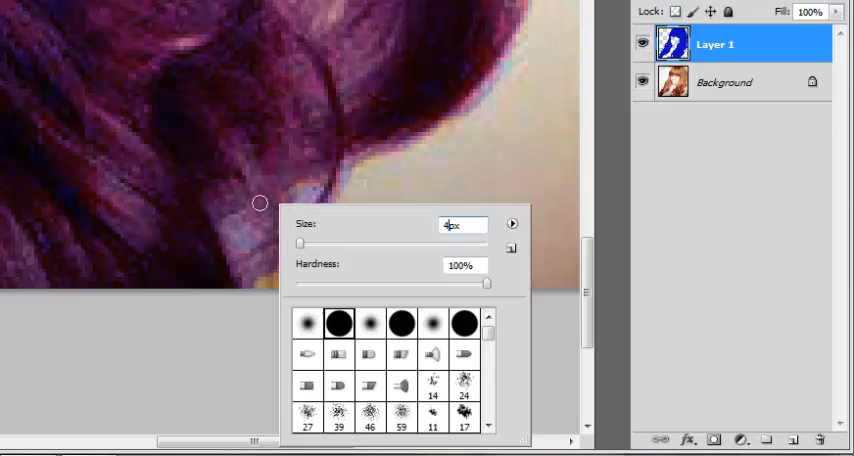 Lock: Fill: 100%
Layer 1
Background
Size: 4px
Hardness: 100%
14 24
27 39 46 59 11 17